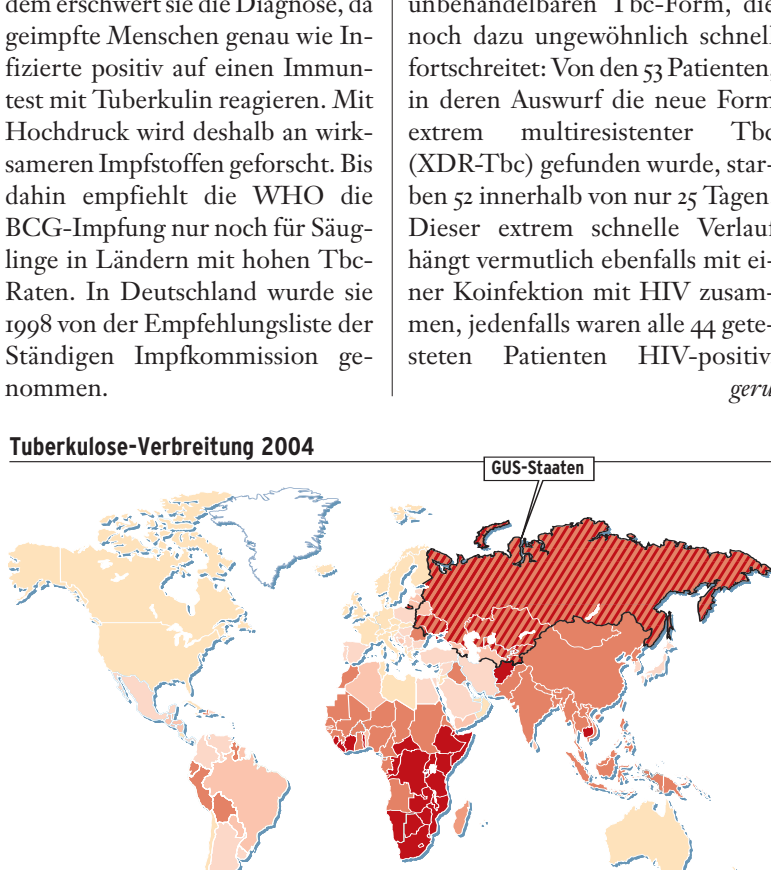 dem erschwert sie die Diagnose, da
geimpfte Menschen genau wie In-
fizierte positiv auf einen Immun-
test mit Tuberkulin reagieren. Mit
Hochdruck wird deshalb an wirk-
sameren Impfstoffen geforscht. Bis
dahin empfiehlt die WHO die
BCG-Impfung nur noch für Säug-
linge in Ländern mit hohen Tbc-
Raten. In Deutschland wurde sie
1998 von der Empfehlungsliste der
Ständigen Impfkommission ge-
nommen.
unbehandelbaren Tbc-Form, die
noch dazu ungewöhnlich schnell
fortschreitet: Von den 53 Patienten,
in deren Auswurf die neue Form
extrem multiresistenter Tbc
(XDR-Tbc) gefunden wurde, star-
ben 52 innerhalb von nur 25 Tagen
Dieser extrem schnelle Verlauf
hängt vermutlich ebenfalls mit ei-
ner Koinfektion mit HIV zusam-
men, jedenfalls waren alle 44 gete-
steten Patienten HIV-positiv
geru
Tuberkulose-Verbreitung 2004
GUS-Staaten